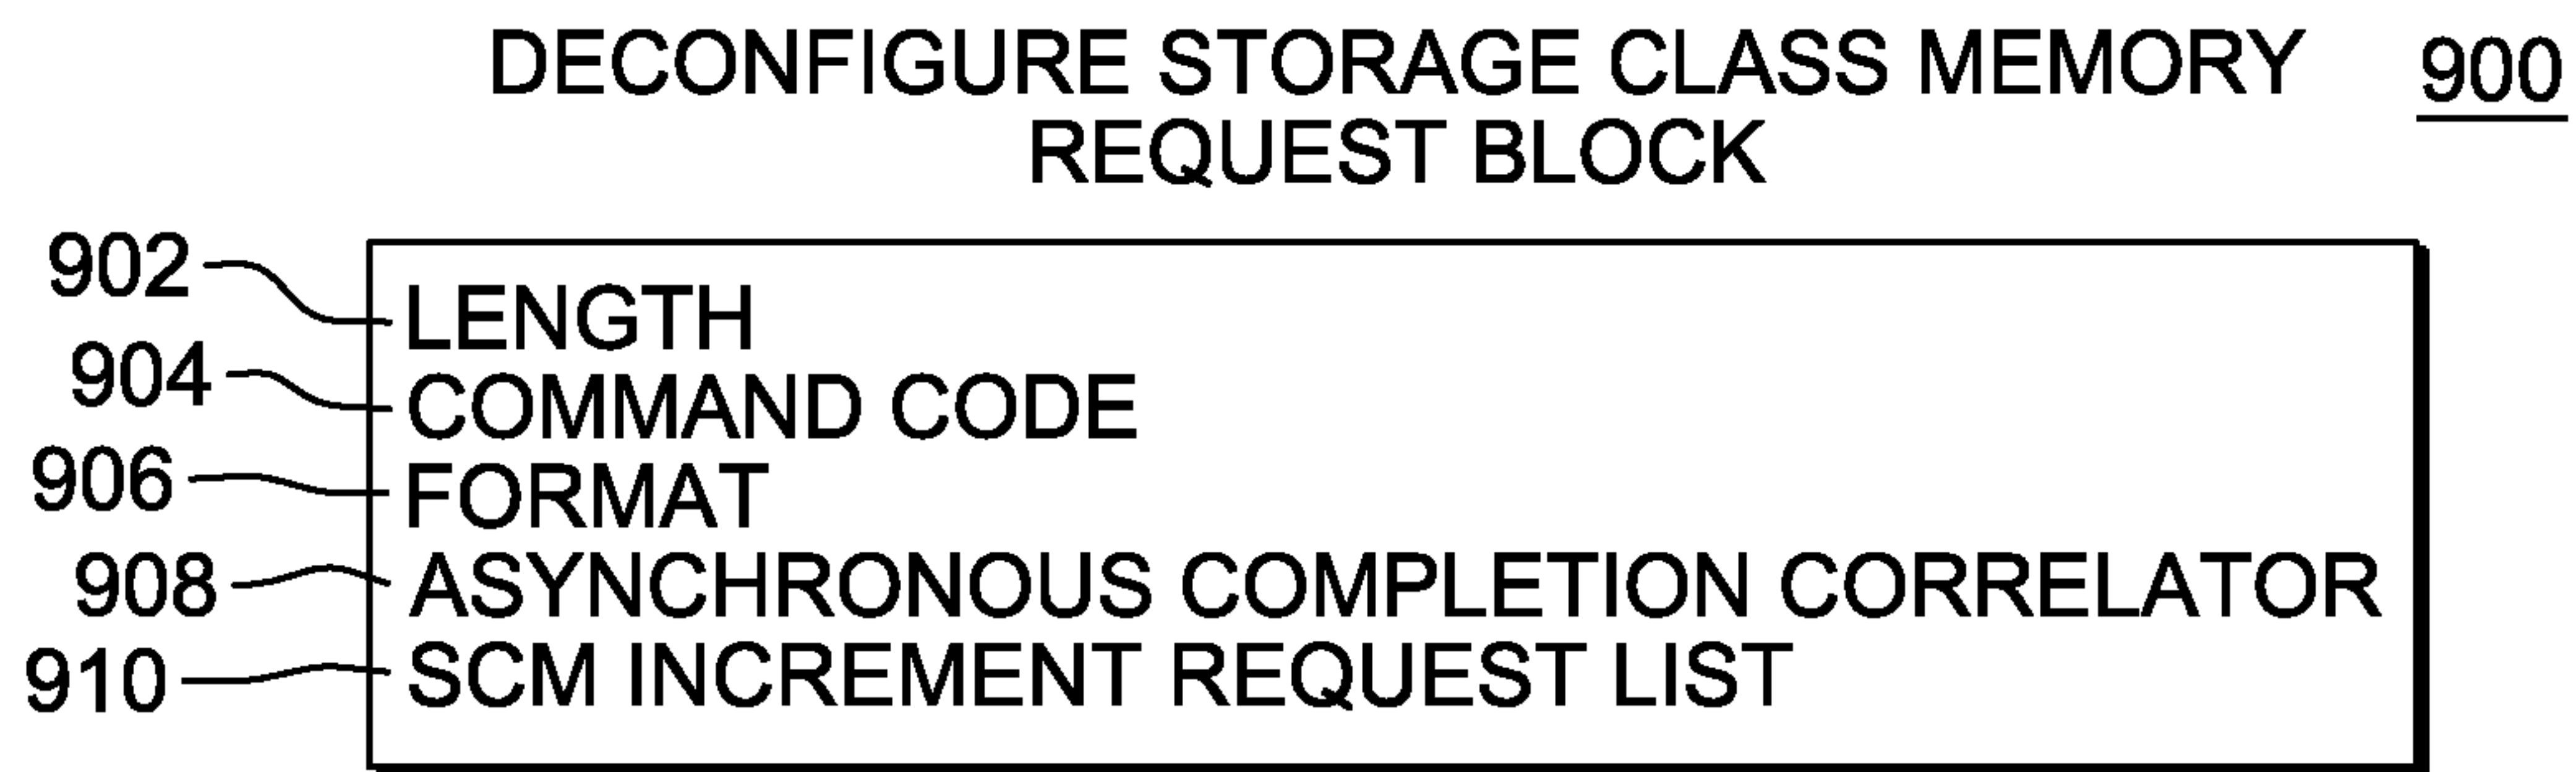 DECONFIGURE STORAGE CLASS MEMORY 900
REQUEST BLOCK
902 LENGTH
904 COMMAND CODE
906 FORMAT
908 ASYNCHRONOUS COMPLETION CORRELATOR
910 SCM INCREMENT REQUEST LIST